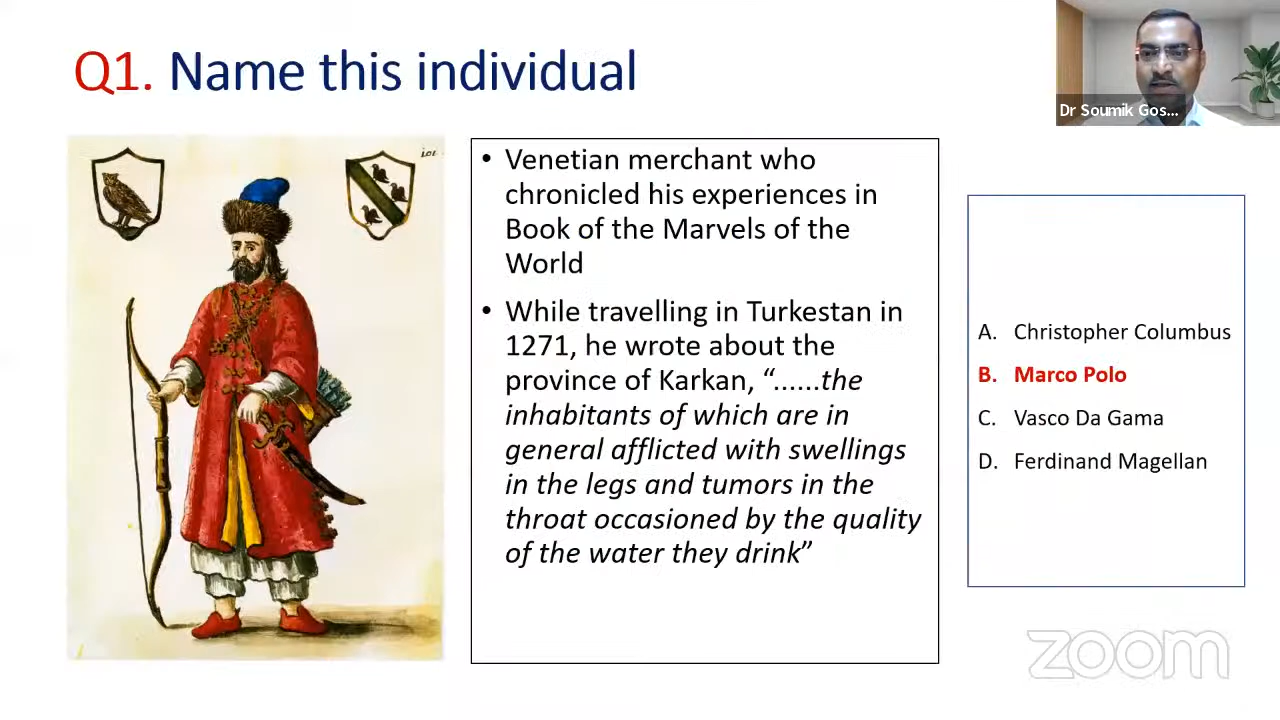 Q1. Name this individual
Dr Soumik Gos...
• Venetian merchant who
chronicled his experiences in
Book of the Marvels of the
World
• While travelling in Turkestan in
1271, he wrote about the
province of Karkan, “......the
inhabitants of which are in
general afflicted with swellings
in the legs and tumors in the
throat occasioned by the quality
of the water they drink”
A. Christopher Columbus
B. Marco Polo
C. Vasco Da Gama
D. Ferdinand Magellan
zoom